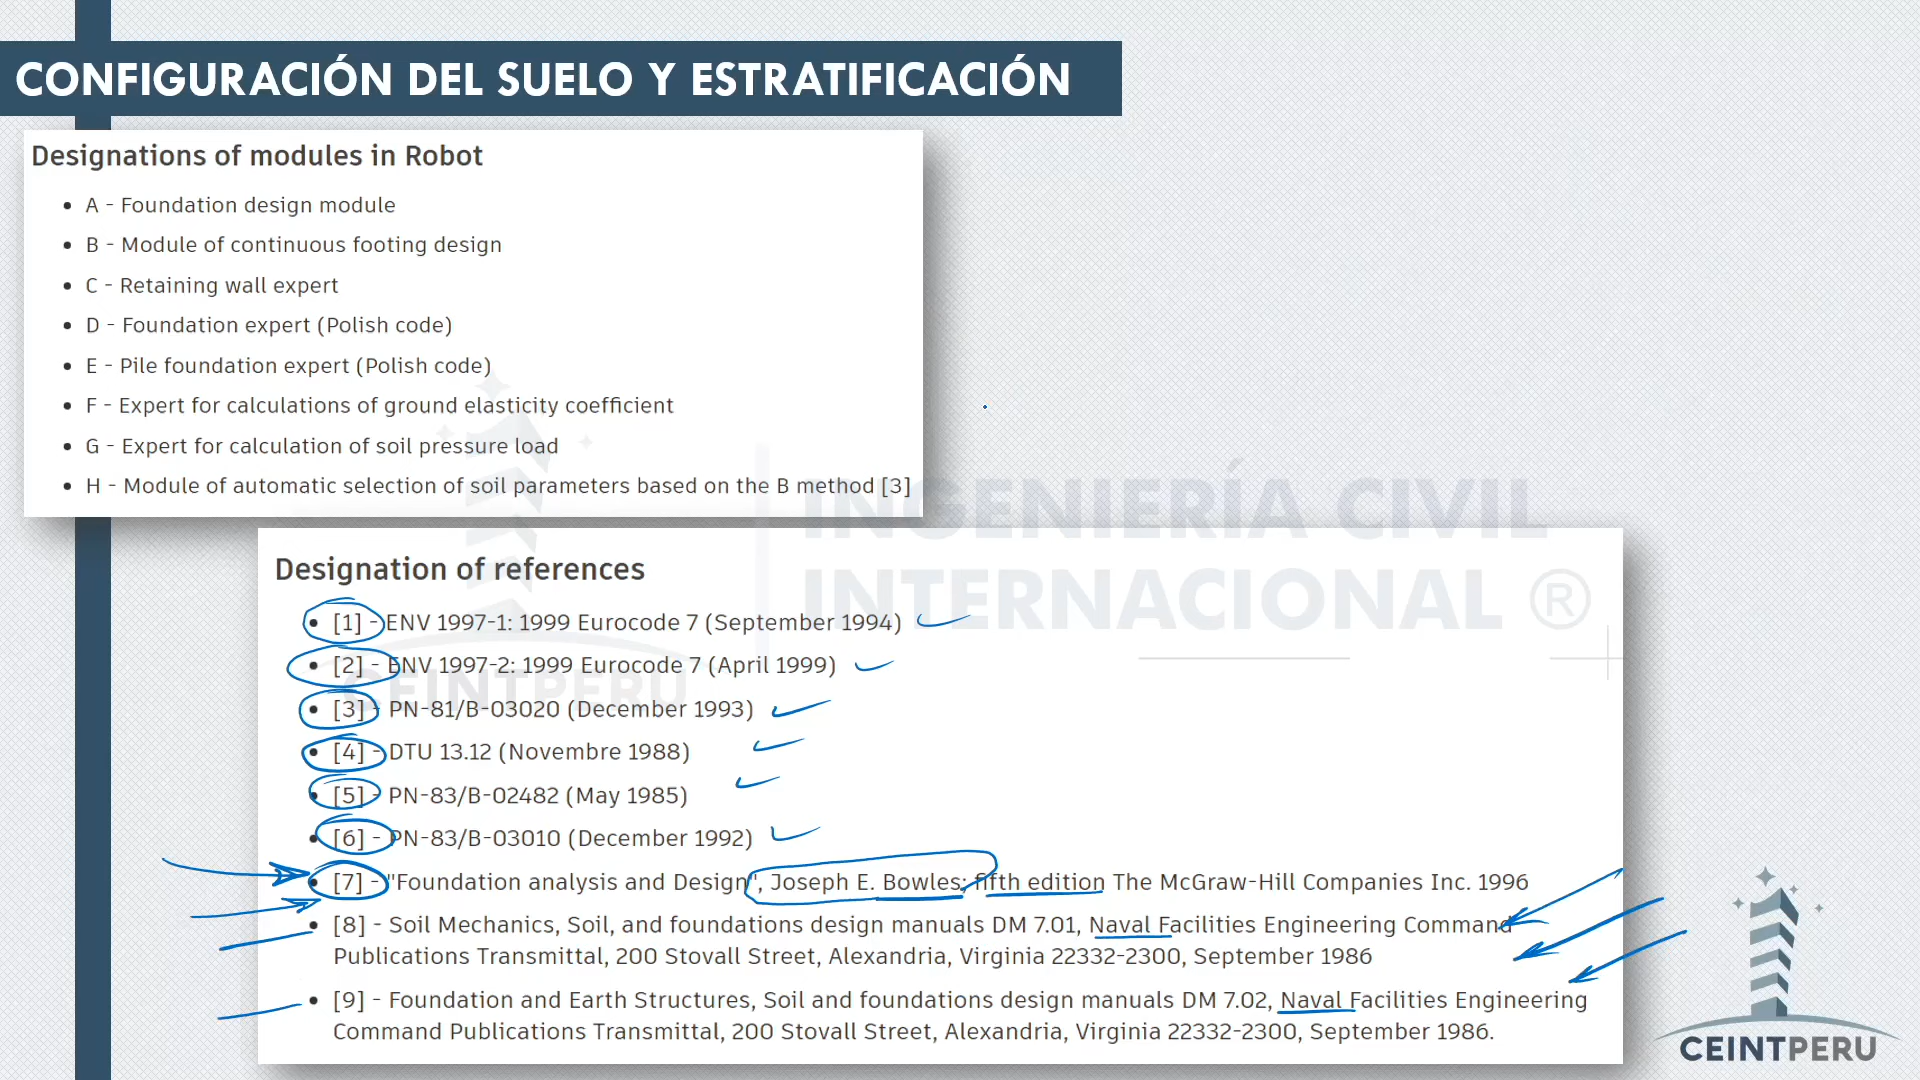 CONFIGURACIÓN DEL SUELO Y ESTRATIFICACIÓN
Designations of modules in Robot
• A - Foundation design module
• B - Module of continuous footing design
• C - Retaining wall expert
• D - Foundation expert (Polish code)
• E - Pile foundation expert (Polish code)
• F - Expert for calculations of ground elasticity coefficient
• G - Expert for calculation of soil pressure load
• H - Module of automatic selection of soil parameters based on the B method [3]
INGENIERÍA CIVIL
INTERNACIONAL ®
CEINTPERU
Designation of references
• [1] - ENV 1997-1: 1999 Eurocode 7 (September 1994)
• [2] - ENV 1997-2: 1999 Eurocode 7 (April 1999)
• [3] - PN-81/B-03020 (December 1993)
• [4] - DTU 13.12 (Novembre 1988)
• [5] - PN-83/B-02482 (May 1985)
• [6] - PN-83/B-03010 (December 1992)
• [7] - "Foundation analysis and Design", Joseph E. Bowles; fifth edition The McGraw-Hill Companies Inc. 1996
• [8] - Soil Mechanics, Soil, and foundations design manuals DM 7.01, Naval Facilities Engineering Command
Publications Transmittal, 200 Stovall Street, Alexandria, Virginia 22332-2300, September 1986
• [9] - Foundation and Earth Structures, Soil and foundations design manuals DM 7.02, Naval Facilities Engineering
Command Publications Transmittal, 200 Stovall Street, Alexandria, Virginia 22332-2300, September 1986.
CEINTPERU